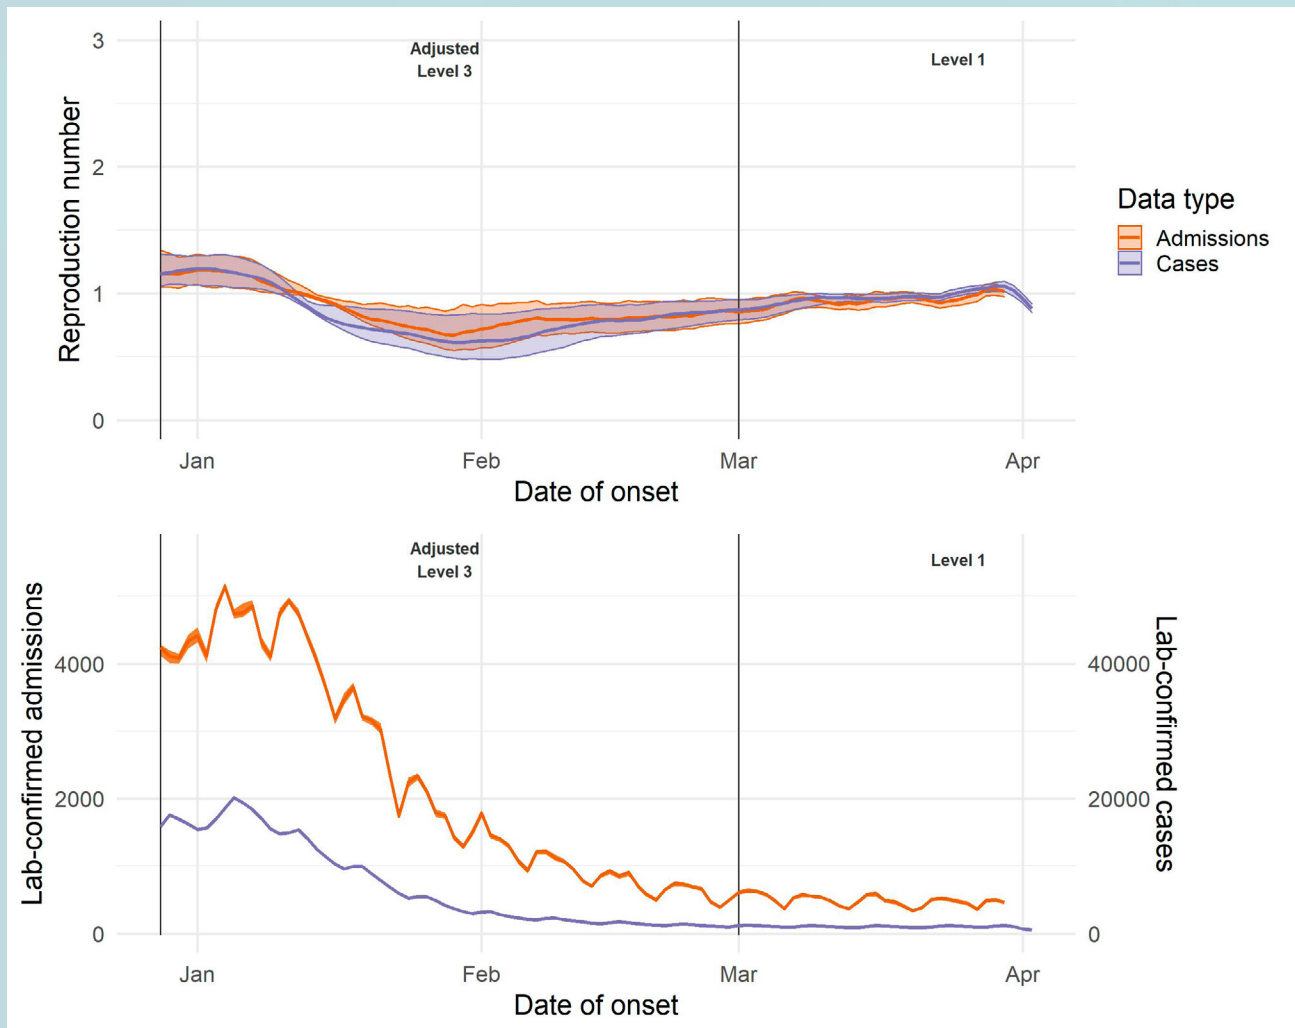 3
2
1
0
Reproduction number
Adjusted
Level 3
Level 1
Jan Feb Mar Apr
Date of onset
Data type
Admissions
Cases
4000
2000
0
Lab-confirmed admissions
Adjusted
Level 3
Level 1
40000
20000
0
Lab-confirmed cases
Jan Feb Mar Apr
Date of onset